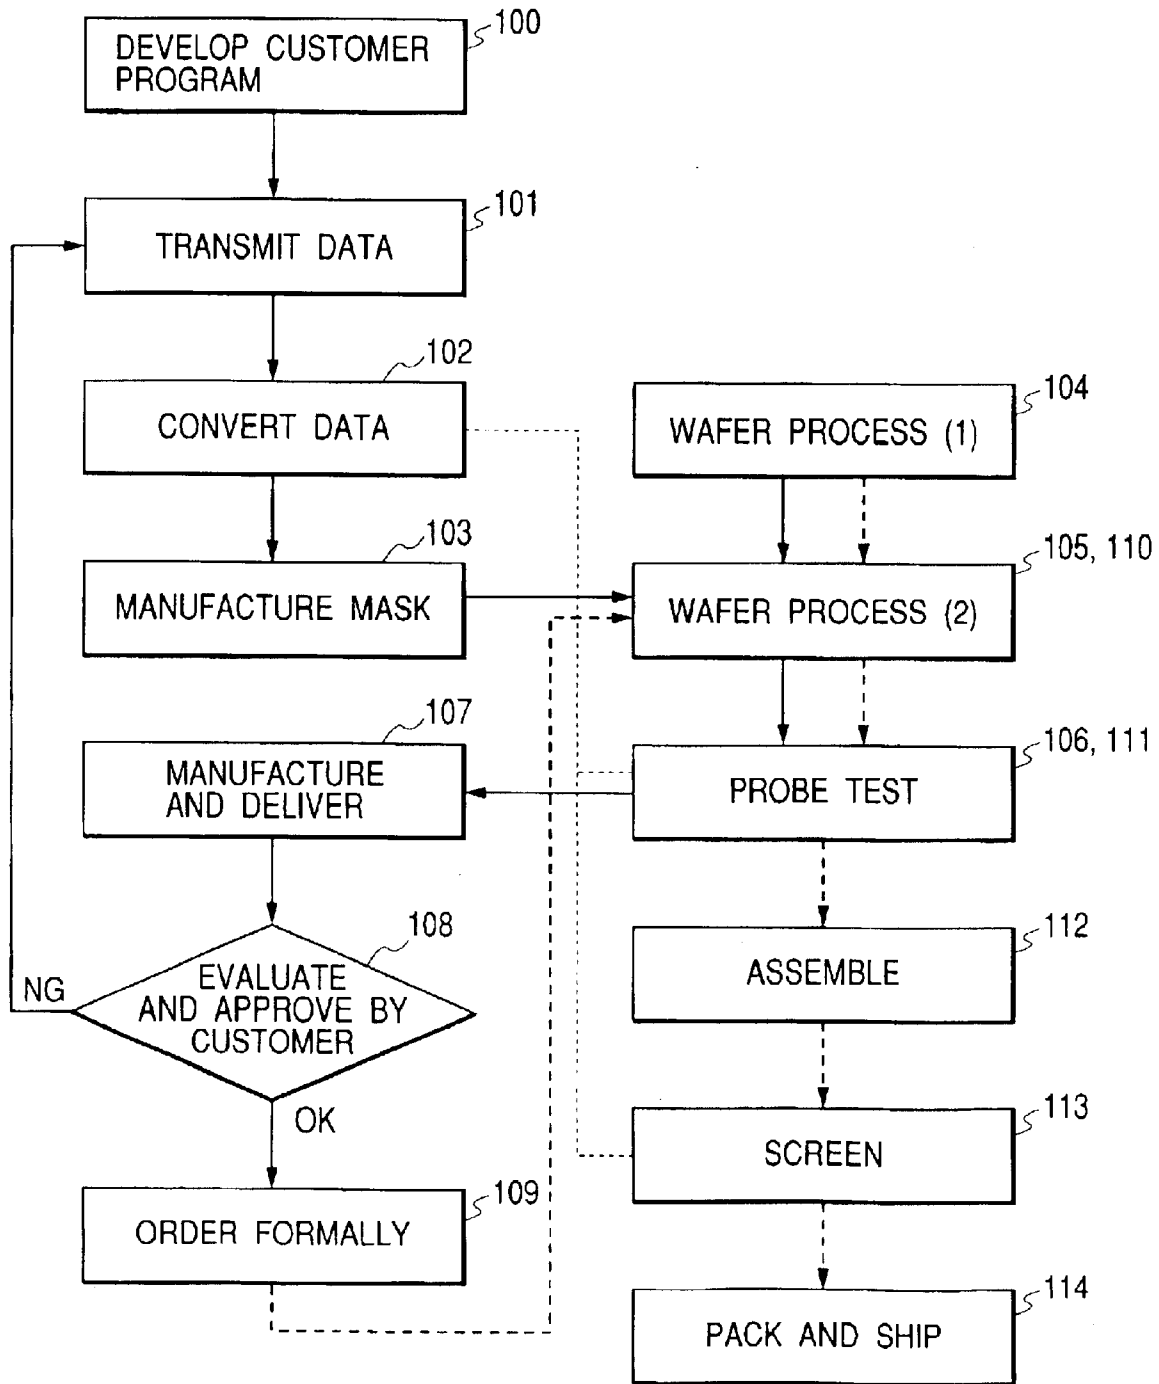 100
DEVELOP CUSTOMER
PROGRAM
101
TRANSMIT DATA
102
CONVERT DATA
103
MANUFACTURE MASK
104
WAFER PROCESS (1)
105, 110
WAFER PROCESS (2)
106, 111
PROBE TEST
107
MANUFACTURE
AND DELIVER
108
EVALUATE
AND APPROVE BY
CUSTOMER
NG
OK
109
ORDER FORMALLY
112
ASSEMBLE
113
SCREEN
114
PACK AND SHIP